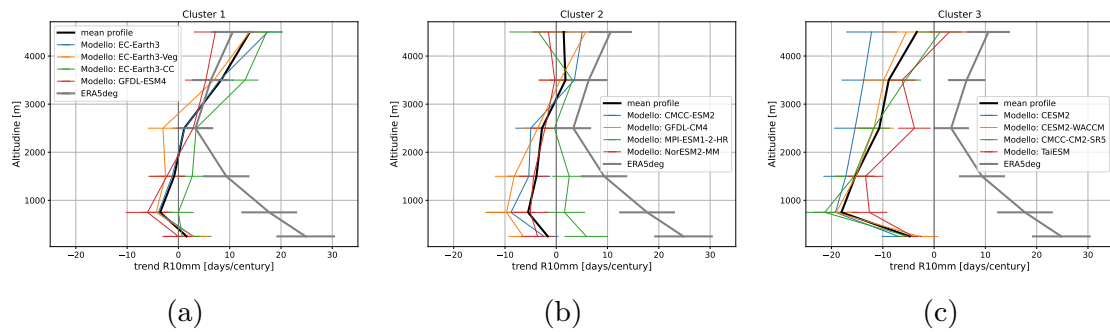 Cluster 1
Altitudine [m]
4000
3000
2000
1000
mean profile
Modello: EC-Earth3
Modello: EC-Earth3-Veg
Modello: EC-Earth3-CC
Modello: GFDL-ESM4
ERA5deg
−20 −10 0 10 20 30
trend R10mm [days/century]
(a)
Cluster 2
Altitudine [m]
4000
3000
2000
1000
mean profile
Modello: CMCC-ESM2
Modello: GFDL-CM4
Modello: MPI-ESM1-2-HR
Modello: NorESM2-MM
ERA5deg
−20 −10 0 10 20 30
trend R10mm [days/century]
(b)
Cluster 3
Altitudine [m]
4000
3000
2000
1000
mean profile
Modello: CESM2
Modello: CESM2-WACCM
Modello: CMCC-CM2-SR5
Modello: TaiESM
ERA5deg
−20 −10 0 10 20 30
trend R10mm [days/century]
(c)